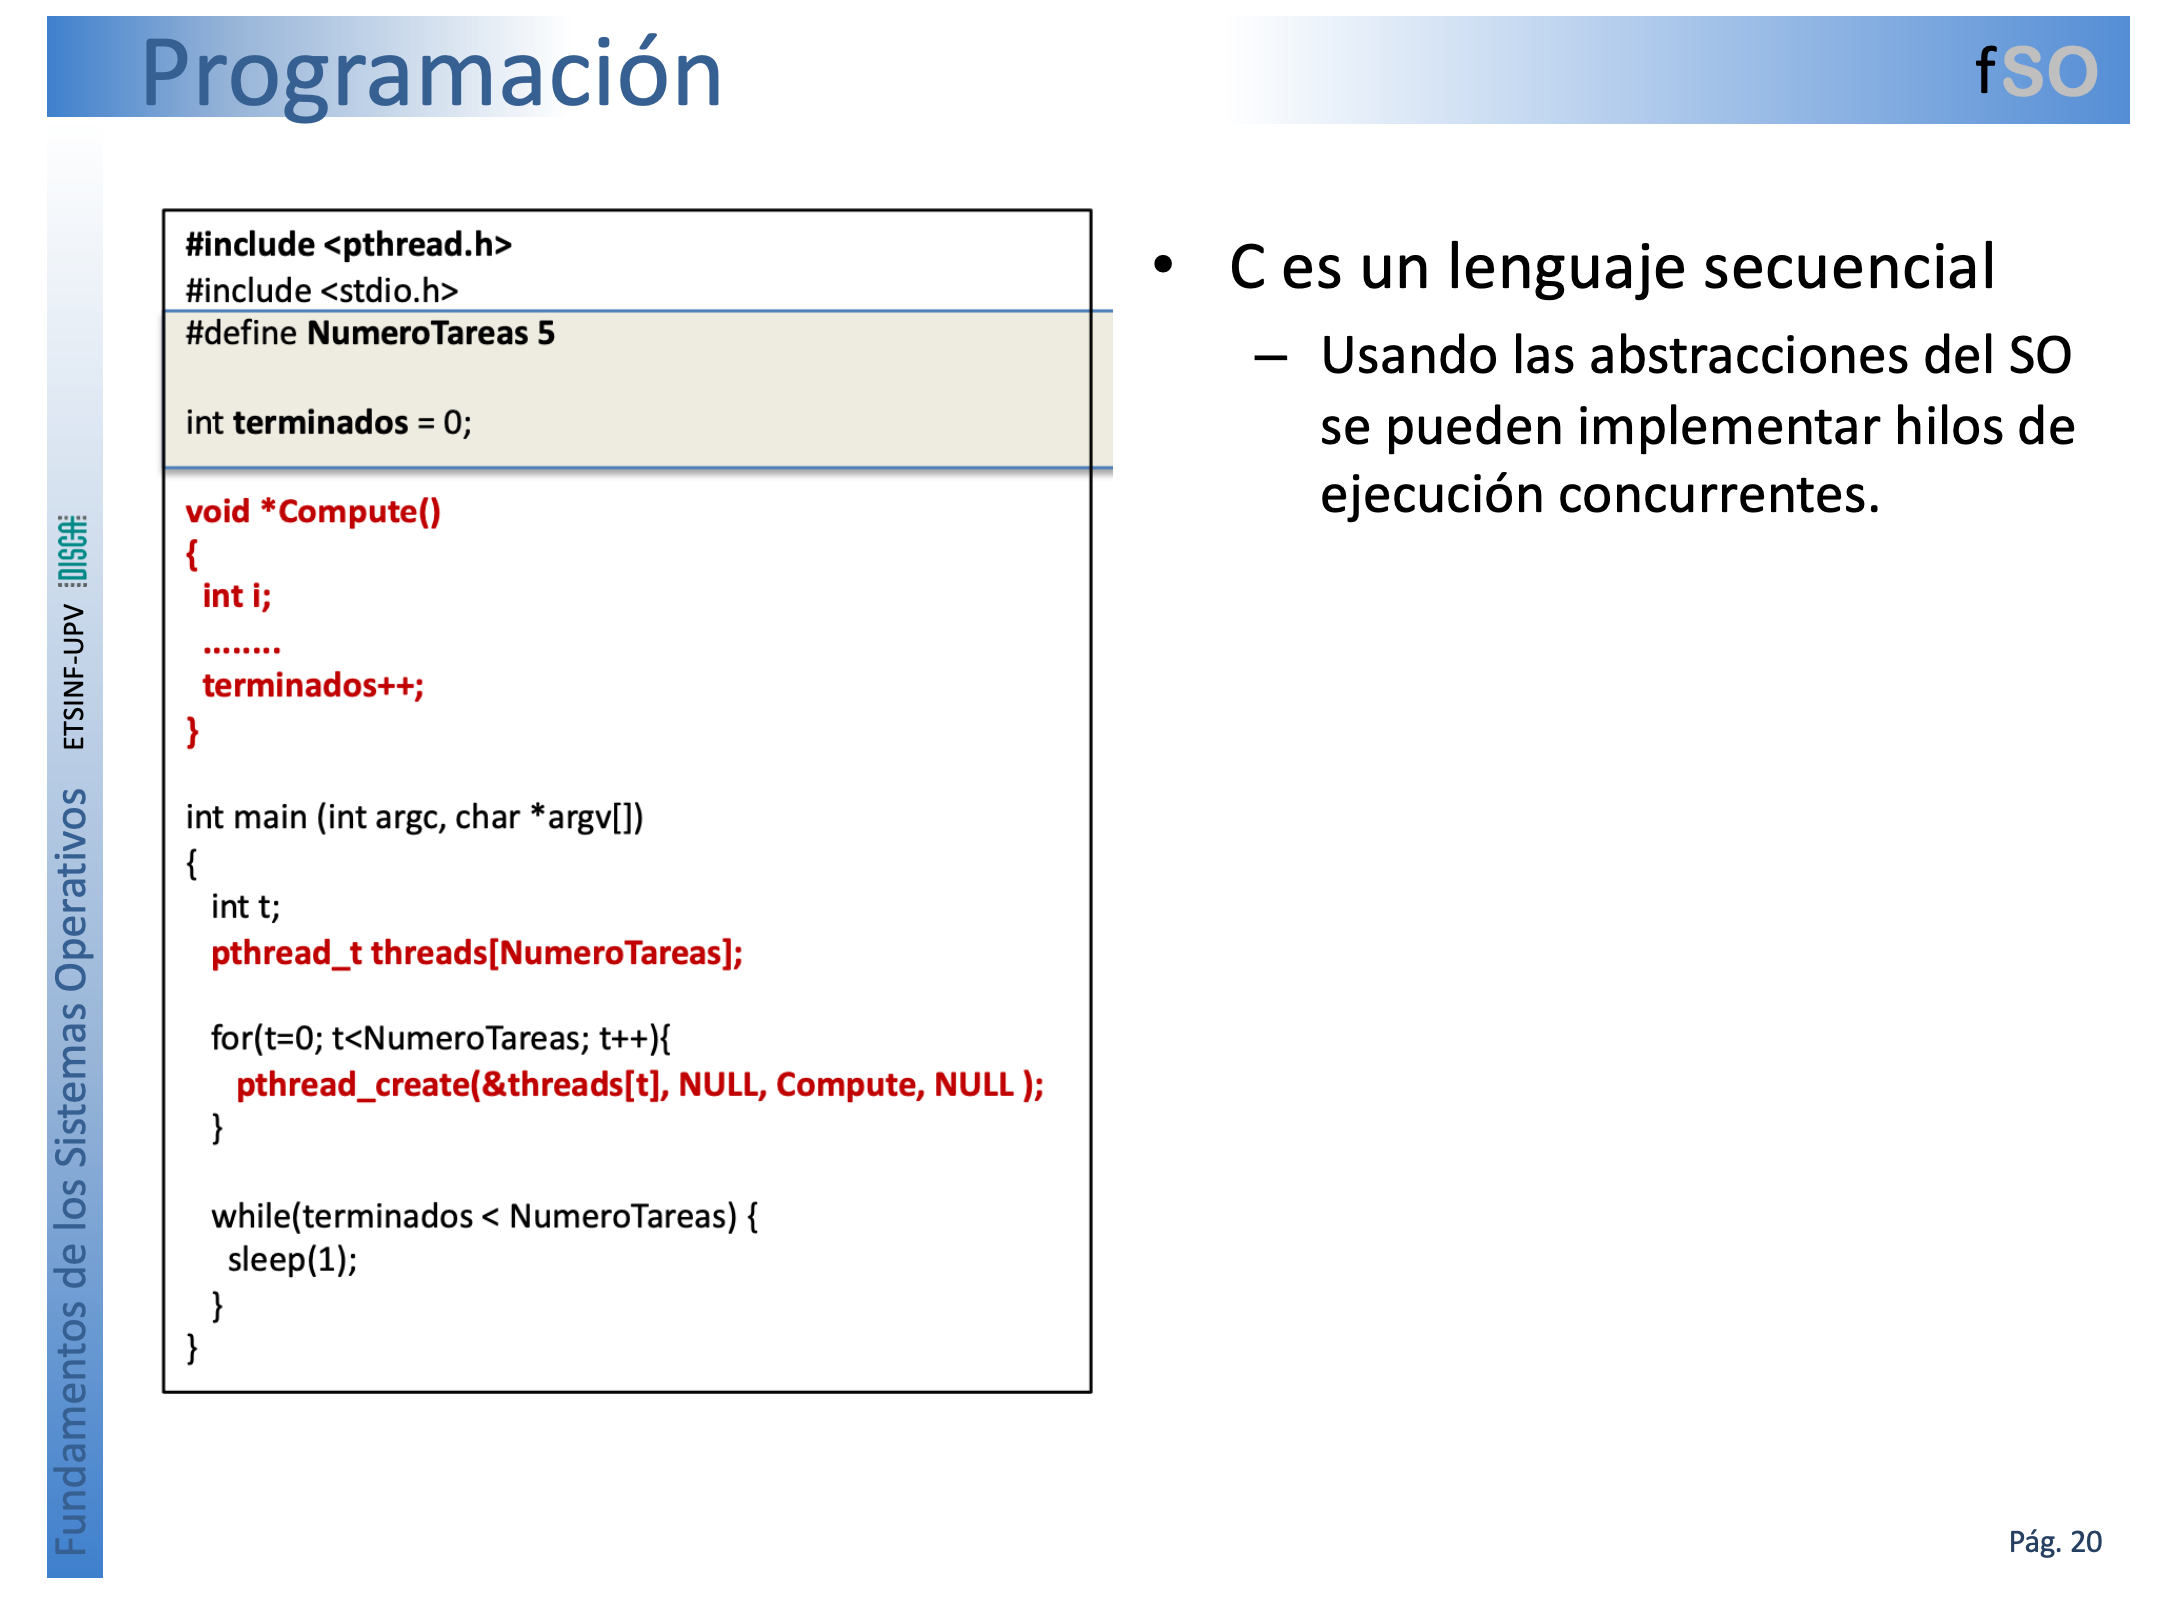 Programación
fSO
#include <pthread.h>
#include <stdio.h>
#define NumeroTareas 5
int terminados = 0;
void *Compute()
{
int i;
........
terminados++;
}
int main (int argc, char *argv[])
{
int t;
pthread_t threads[NumeroTareas];
for(t=0; t<NumeroTareas; t++){
pthread_create(&threads[t], NULL, Compute, NULL );
}
while(terminados < NumeroTareas) {
sleep(1);
}
}
• C es un lenguaje secuencial
– Usando las abstracciones del SO
se pueden implementar hilos de
ejecución concurrentes.
Fundamentos de los Sistemas Operativos ETSINF-UPV DISCA
Pág. 20